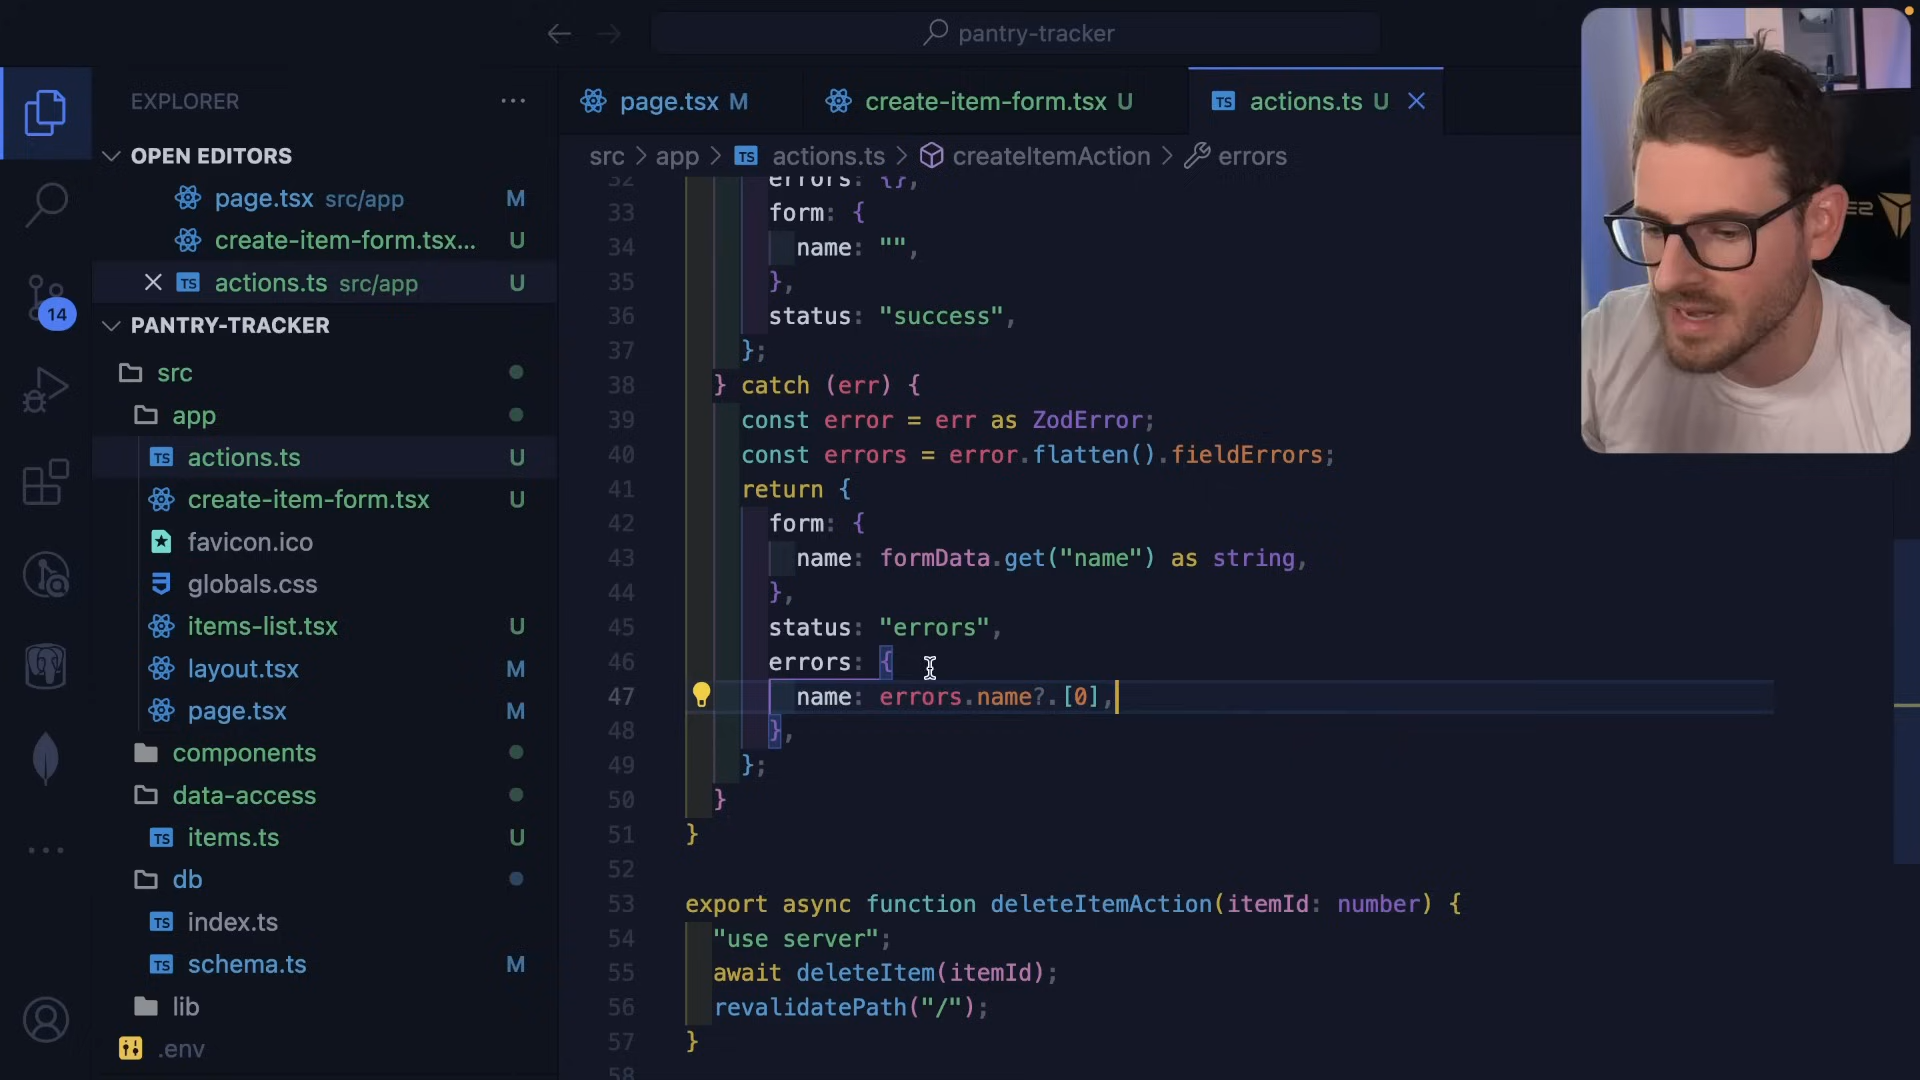 pantry-tracker
EXPLORER
OPEN EDITORS
page.tsx src/app M
create-item-form.tsx... U
actions.ts src/app U
PANTRY-TRACKER
src
app
actions.ts U
create-item-form.tsx U
favicon.ico
globals.css
items-list.tsx U
layout.tsx M
page.tsx M
components
data-access
items.ts U
db
index.ts
schema.ts M
lib
.env
14
page.tsx M
create-item-form.tsx U
TS actions.ts U
src > app > TS actions.ts > createItemAction > errors
32 errors: {},
33 form: {
34 name: "",
35 },
36 status: "success",
37 };
38 } catch (err) {
39 const error = err as ZodError;
40 const errors = error.flatten().fieldErrors;
41 return {
42 form: {
43 name: formData.get("name") as string,
44 },
45 status: "errors",
46 errors: {
47 name: errors.name?.[0],
48 },
49 };
50 }
51 }
52
53 export async function deleteItemAction(itemId: number) {
54 "use server";
55 await deleteItem(itemId);
56 revalidatePath("/");
57 }
58